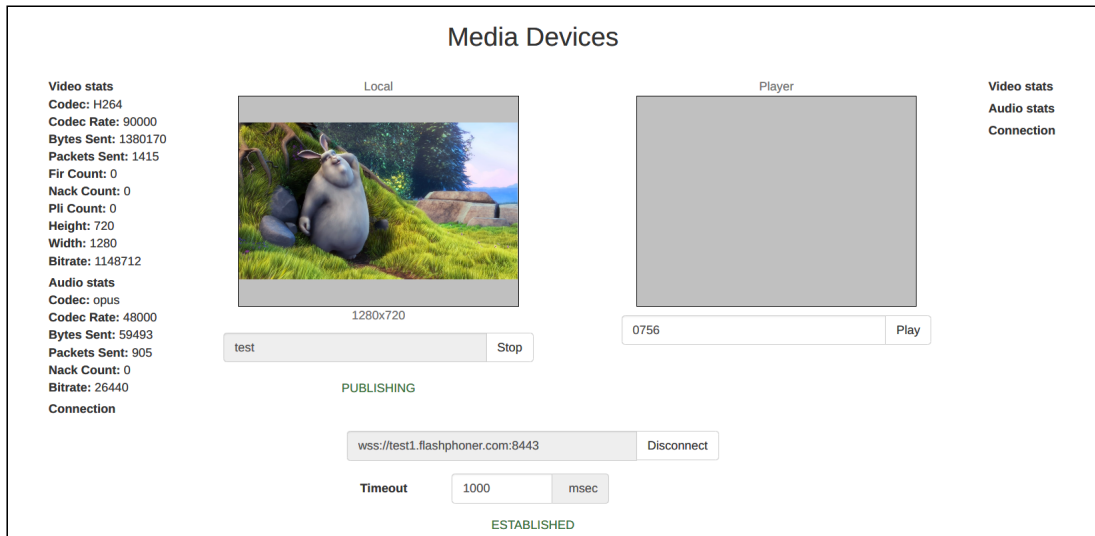 Media Devices
Video stats
Codec: H264
Codec Rate: 90000
Bytes Sent: 1380170
Packets Sent: 1415
Fir Count: 0
Nack Count: 0
Pli Count: 0
Height: 720
Width: 1280
Bitrate: 1148712
Audio stats
Codec: opus
Codec Rate: 48000
Bytes Sent: 59493
Packets Sent: 905
Nack Count: 0
Bitrate: 26440
Connection
Local
1280x720
test Stop
PUBLISHING
Player
0756 Play
Video stats
Audio stats
Connection
wss://test1.flashphoner.com:8443 Disconnect
Timeout 1000 msec
ESTABLISHED